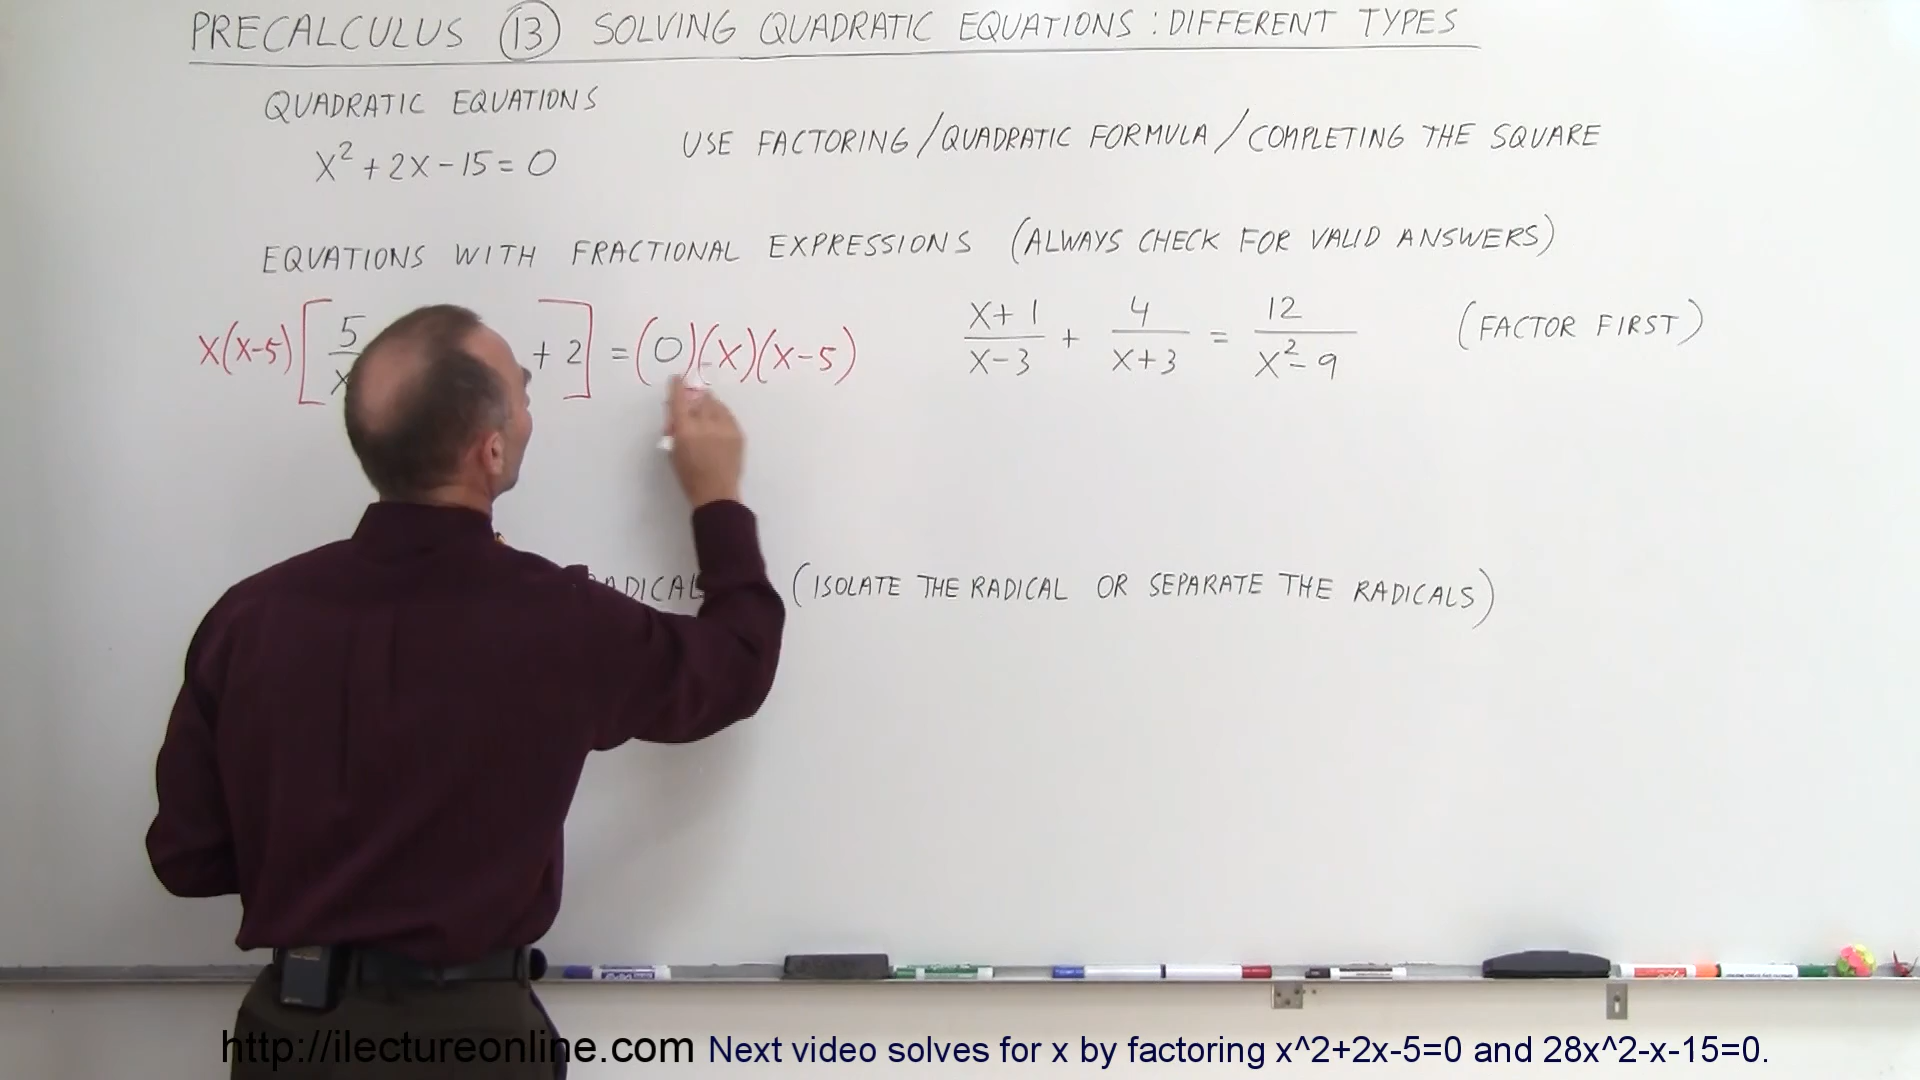 PRECALCULUS 13 SOLVING QUADRATIC EQUATIONS : DIFFERENT TYPES
QUADRATIC EQUATIONS
x² + 2x - 15 = 0
USE FACTORING / QUADRATIC FORMULA / COMPLETING THE SQUARE
EQUATIONS WITH FRACTIONAL EXPRESSIONS (ALWAYS CHECK FOR VALID ANSWERS)
x(x-5) [ 5 + 2 ] = (0)(x)(x-5)
(x+1)/(x-3) + 4/(x+3) = 12/(x²-9) (FACTOR FIRST)
(ISOLATE THE RADICAL OR SEPARATE THE RADICALS)
http://ilectureonline.com Next video solves for x by factoring x^2+2x-5=0 and 28x^2-x-15=0.